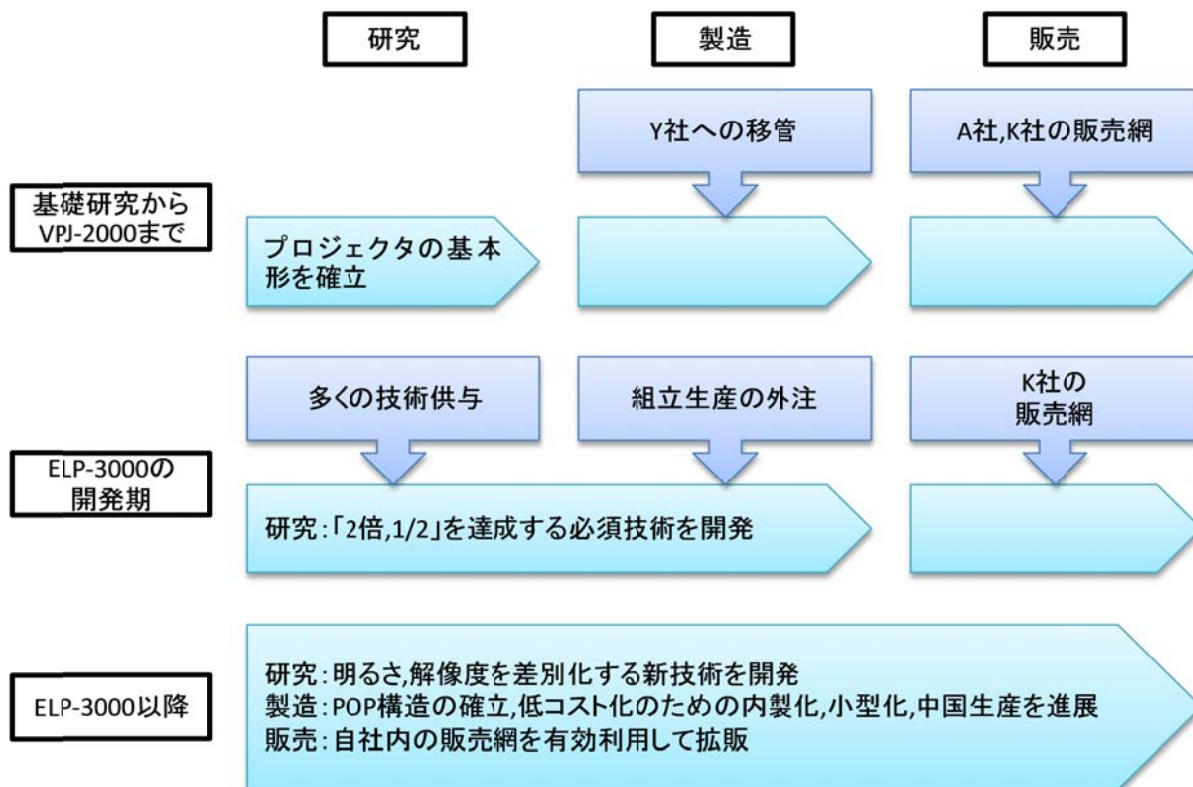 研究
製造
販売
Y社への移管
A社,K社の販売網
基礎研究から
VPJ-2000まで
プロジェクタの基本
形を確立
多くの技術供与
組立生産の外注
K社の
販売網
ELP-3000の
開発期
研究:「2倍,1/2」を達成する必須技術を開発
ELP-3000以降
研究:明るさ,解像度を差別化する新技術を開発
製造:POP構造の確立,低コスト化のための内製化,小型化,中国生産を進展
販売:自社内の販売網を有効利用して拡販